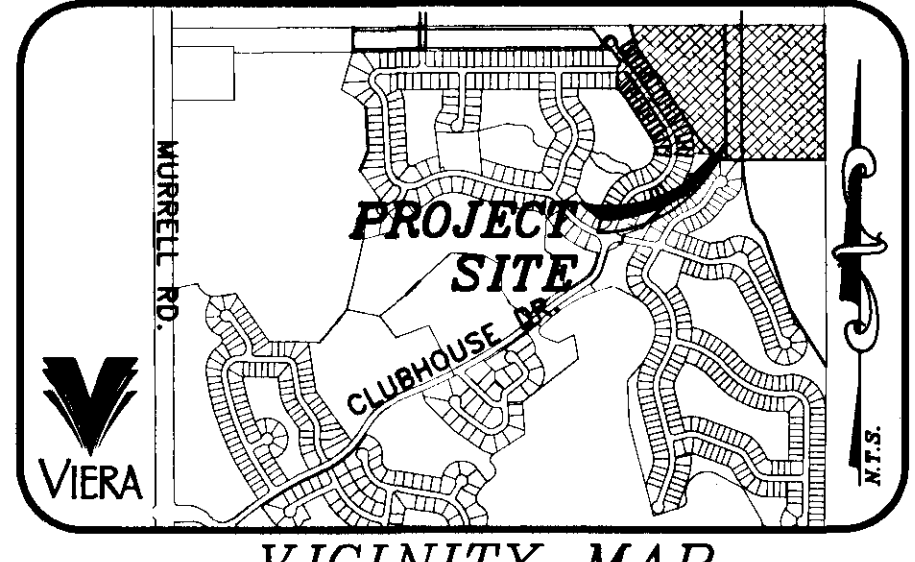 MURRELL RD.
PROJECT
SITE
CLUBHOUSE DR.
VIERA
N.T.S.
VICINITY MAP